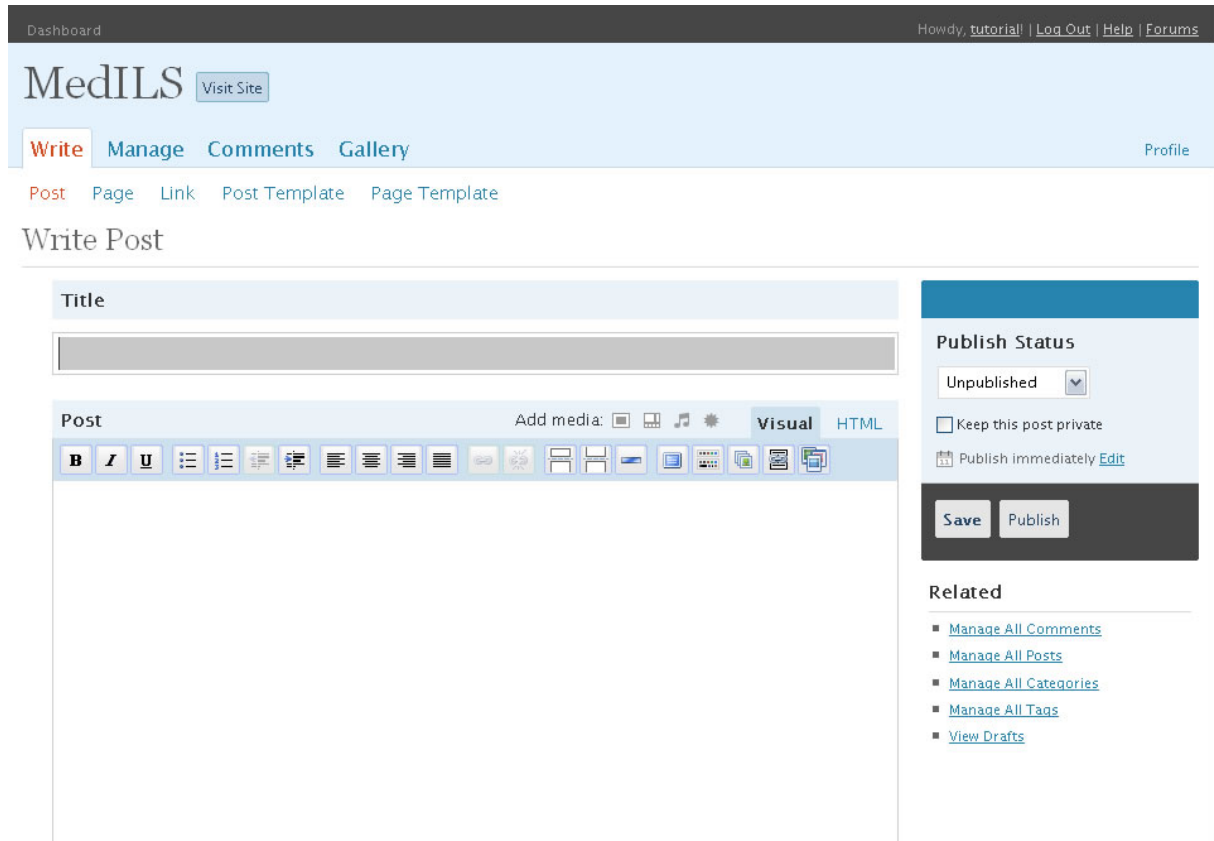 Dashboard Howdy, tutorial! | Log Out | Help | Forums
MedILS Visit Site
Write Manage Comments Gallery Profile
Post Page Link Post Template Page Template
Write Post
Title
Publish Status
Unpublished
Post Add media: Visual HTML
Keep this post private
B I U
Publish immediately Edit
Save Publish
Related
Manage All Comments
Manage All Posts
Manage All Categories
Manage All Tags
View Drafts